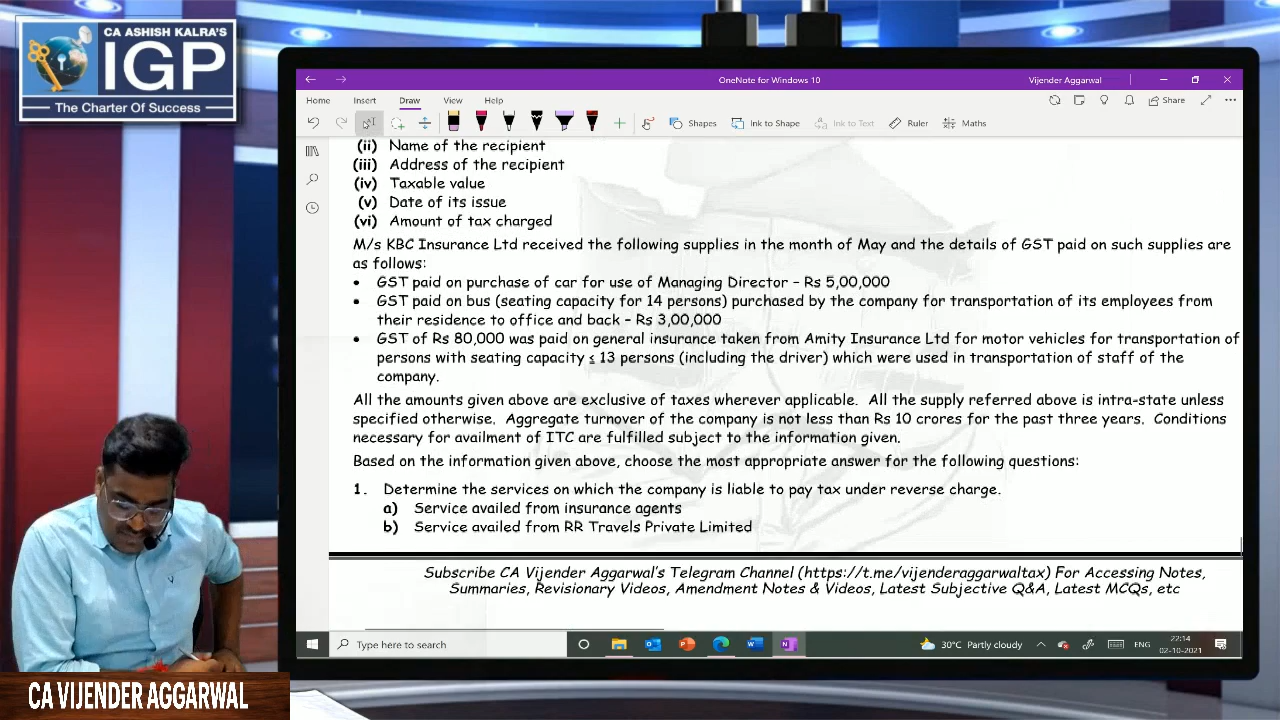 CA ASHISH KALRA'S
IGP
The Charter Of Success
OneNote for Windows 10
Vijender Aggarwal
Home Insert Draw View Help
Share
Shapes Ink to Shape Ink to Text Ruler Maths
(ii) Name of the recipient
(iii) Address of the recipient
(iv) Taxable value
(v) Date of its issue
(vi) Amount of tax charged
M/s KBC Insurance Ltd received the following supplies in the month of May and the details of GST paid on such supplies are
as follows:
• GST paid on purchase of car for use of Managing Director – Rs 5,00,000
• GST paid on bus (seating capacity for 14 persons) purchased by the company for transportation of its employees from
their residence to office and back – Rs 3,00,000
• GST of Rs 80,000 was paid on general insurance taken from Amity Insurance Ltd for motor vehicles for transportation of
persons with seating capacity ≤ 13 persons (including the driver) which were used in transportation of staff of the
company.
All the amounts given above are exclusive of taxes wherever applicable. All the supply referred above is intra-state unless
specified otherwise. Aggregate turnover of the company is not less than Rs 10 crores for the past three years. Conditions
necessary for availment of ITC are fulfilled subject to the information given.
Based on the information given above, choose the most appropriate answer for the following questions:
1. Determine the services on which the company is liable to pay tax under reverse charge.
a) Service availed from insurance agents
b) Service availed from RR Travels Private Limited
Subscribe CA Vijender Aggarwal's Telegram Channel (https://t.me/vijenderaggarwaltax) For Accessing Notes,
Summaries, Revisionary Videos, Amendment Notes & Videos, Latest Subjective Q&A, Latest MCQs, etc
Type here to search
30°C Partly cloudy
ENG
22:14
02-10-2021
CA VIJENDER AGGARWAL